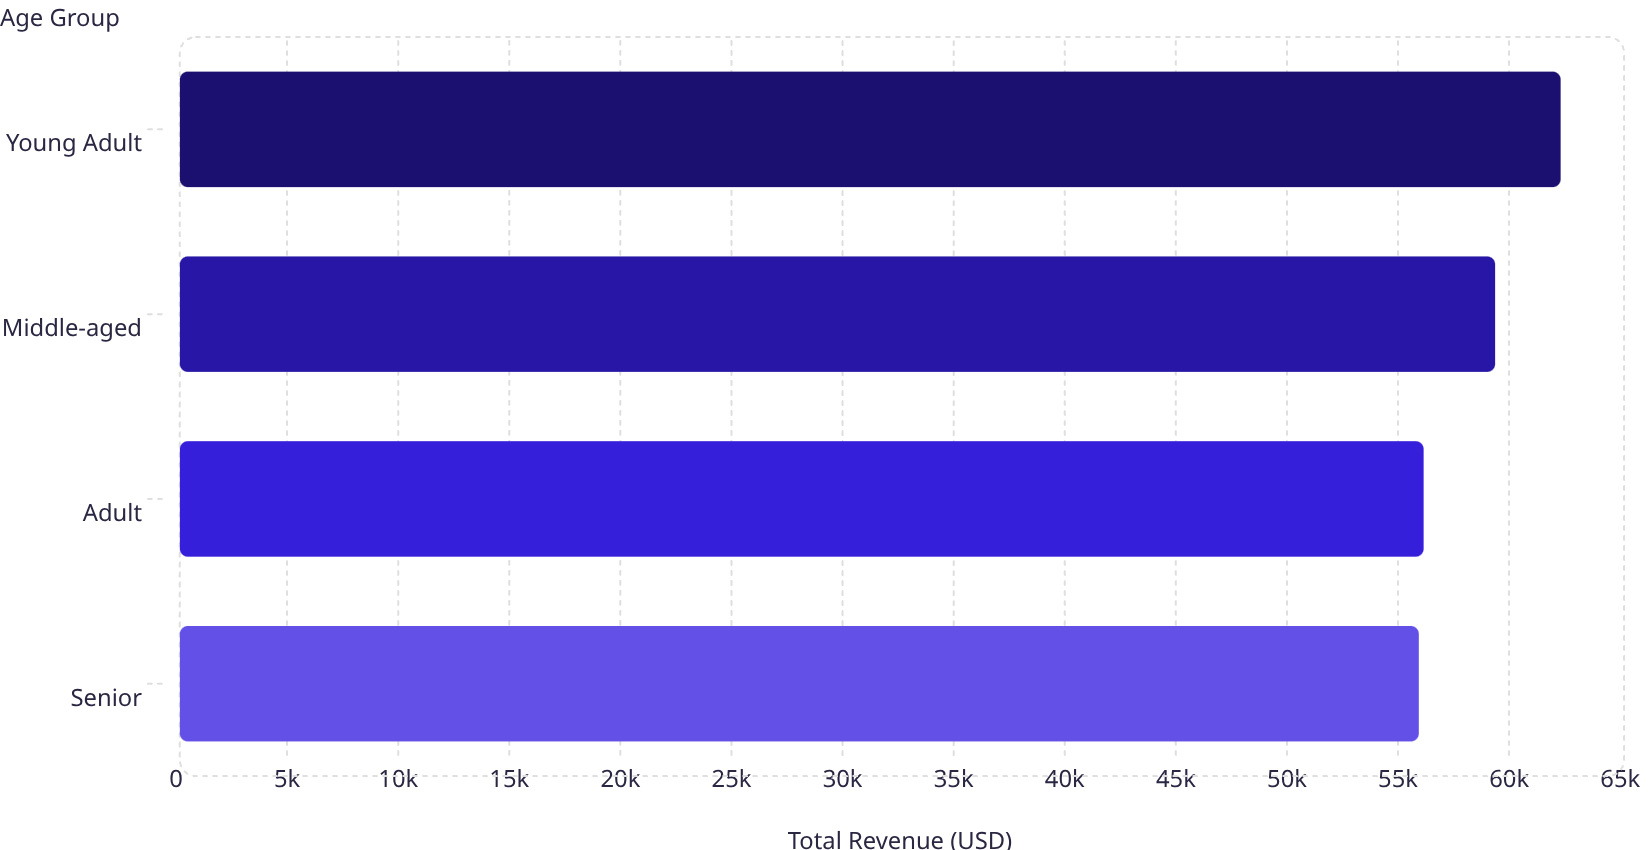 Age Group
Young Adult
Middle-aged
Adult
Senior
0 5k 10k 15k 20k 25k 30k 35k 40k 45k 50k 55k 60k 65k
Total Revenue (USD)